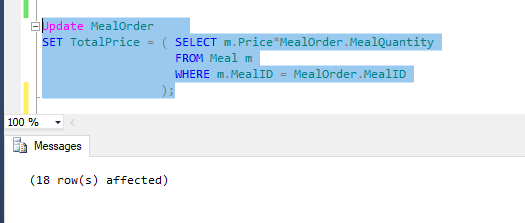 Update MealOrder
SET TotalPrice = ( SELECT m.Price*MealOrder.MealQuantity
FROM Meal m
WHERE m.MealID = MealOrder.MealID
);
100 %
Messages
(18 row(s) affected)